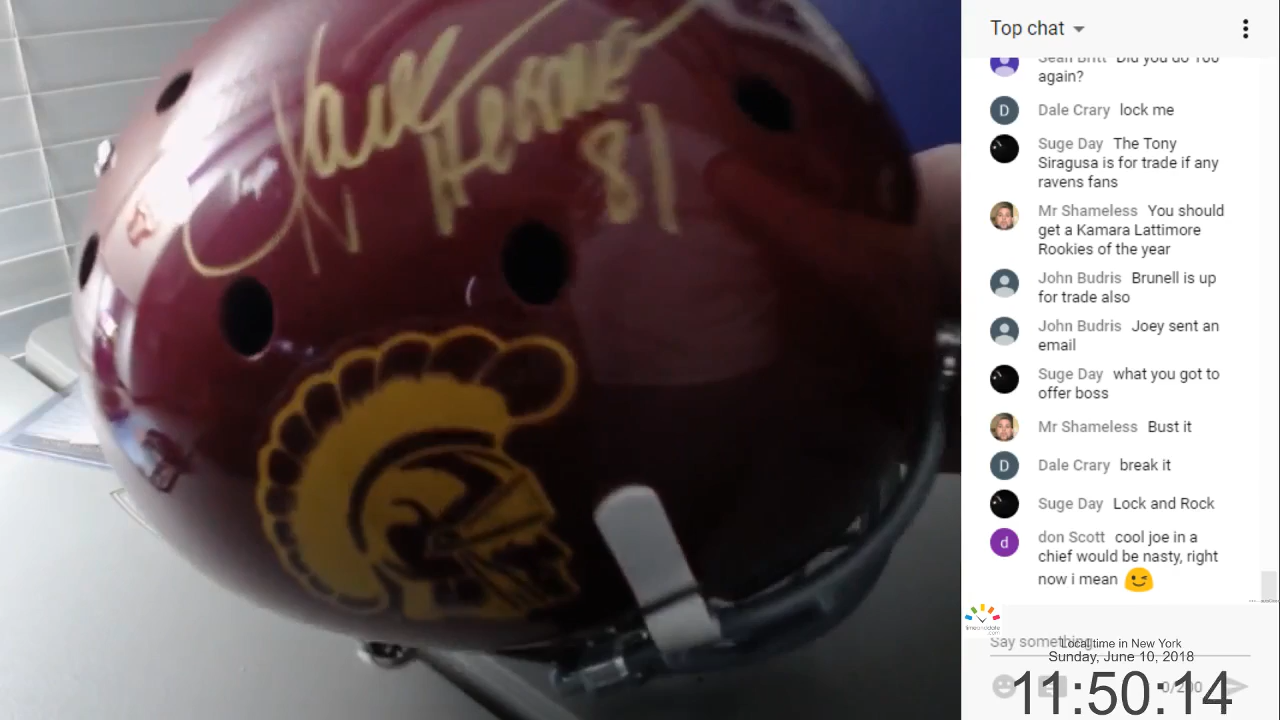 81
Top chat
Sean Britt Did you do 100
again?
D Dale Crary lock me
Suge Day The Tony
Siragusa is for trade if any
ravens fans
Mr Shameless You should
get a Kamara Lattimore
Rookies of the year
John Budris Brunell is up
for trade also
John Budris Joey sent an
email
Suge Day what you got to
offer boss
Mr Shameless Bust it
D Dale Crary break it
Suge Day Lock and Rock
d don Scott cool joe in a
chief would be nasty, right
now i mean 😉
timeanddate
.com
Say something...
Local time in New York
Sunday, June 10, 2018
0/200
11:50:14